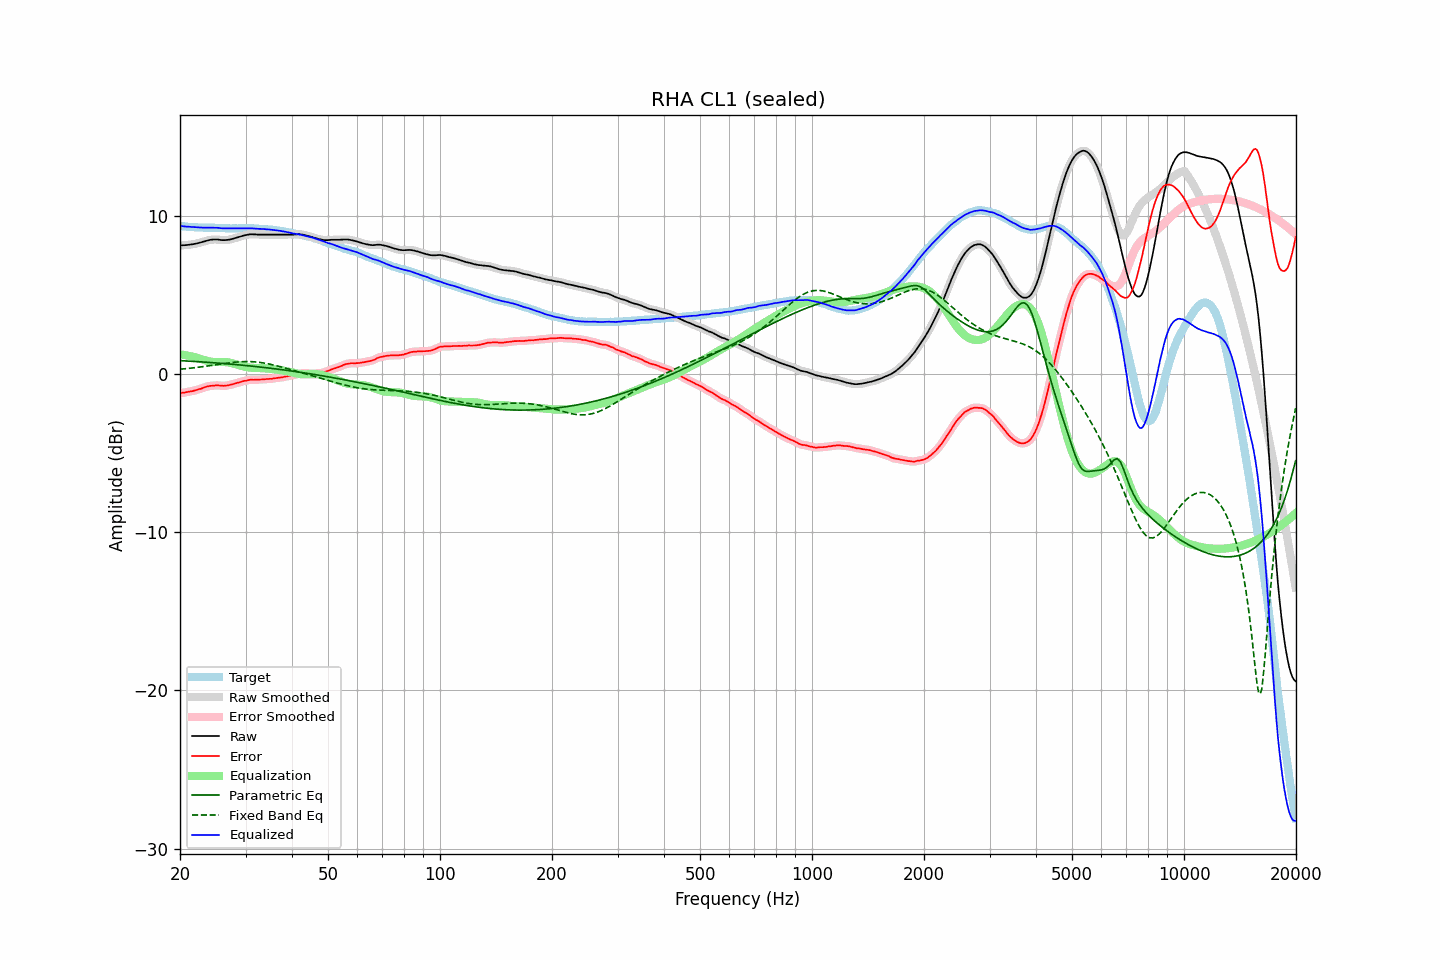 RHA CL1 (sealed)
Amplitude (dBr)
10
0
−10
−20
−30
Target
Raw Smoothed
Error Smoothed
Raw
Error
Equalization
Parametric Eq
Fixed Band Eq
Equalized
20 50 100 200 500 1000 2000 5000 10000 20000
Frequency (Hz)